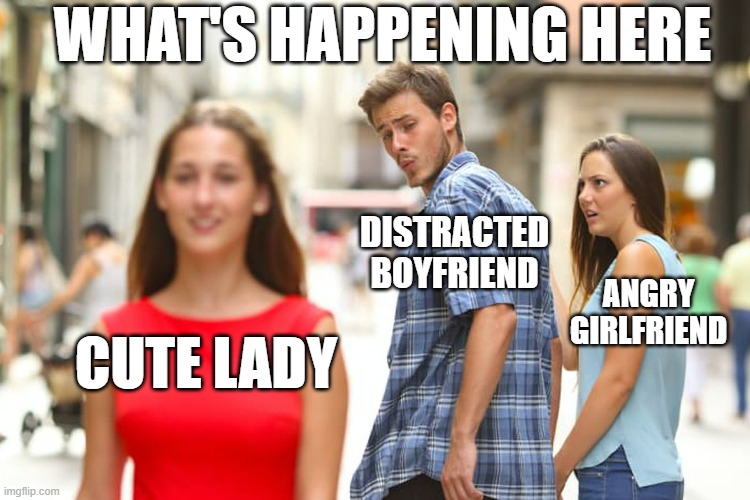 WHAT'S HAPPENING HERE
DISTRACTED
BOYFRIEND
ANGRY
GIRLFRIEND
CUTE LADY
imgflip.com